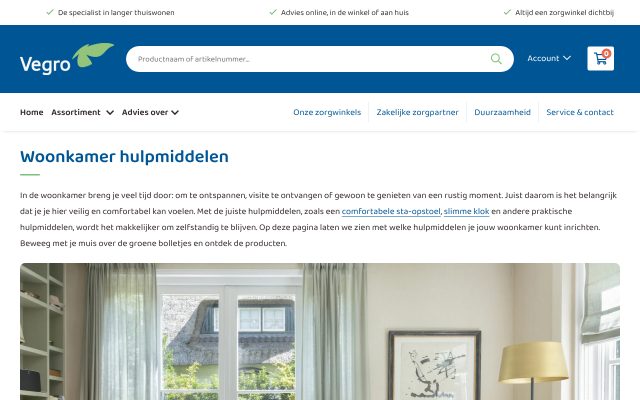 De specialist in langer thuiswonen
Advies online, in de winkel of aan huis
Altijd een zorgwinkel dichtbij
Vegro
Productnaam of artikelnummer...
Account
0
Home
Assortiment
Advies over
Onze zorgwinkels
Zakelijke zorgpartner
Duurzaamheid
Service & contact
Woonkamer hulpmiddelen
In de woonkamer breng je veel tijd door: om te ontspannen, visite te ontvangen of gewoon te genieten van een rustig moment. Juist daarom is het belangrijk
dat je je hier veilig en comfortabel kan voelen. Met de juiste hulpmiddelen, zoals een comfortabele sta-opstoel, slimme klok en andere praktische
hulpmiddelen, wordt het makkelijker om zelfstandig te blijven. Op deze pagina laten we zien met welke hulpmiddelen je jouw woonkamer kunt inrichten.
Beweeg met je muis over de groene bolletjes en ontdek de producten.